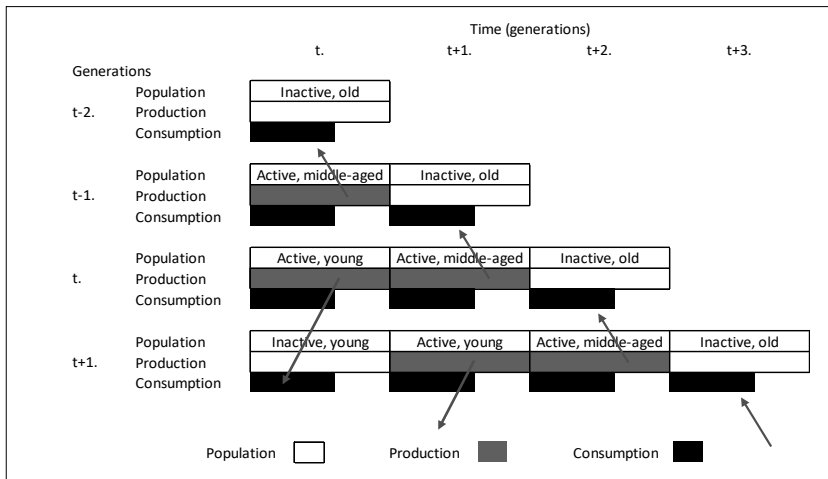 Time (generations)
t. t+1. t+2. t+3.
Generations
Population Inactive, old
t-2. Production
Consumption
Population Active, middle-aged Inactive, old
t-1. Production
Consumption
Population Active, young Active, middle-aged Inactive, old
t. Production
Consumption
Population Inactive, young Active, young Active, middle-aged Inactive, old
t+1. Production
Consumption
Population Production Consumption